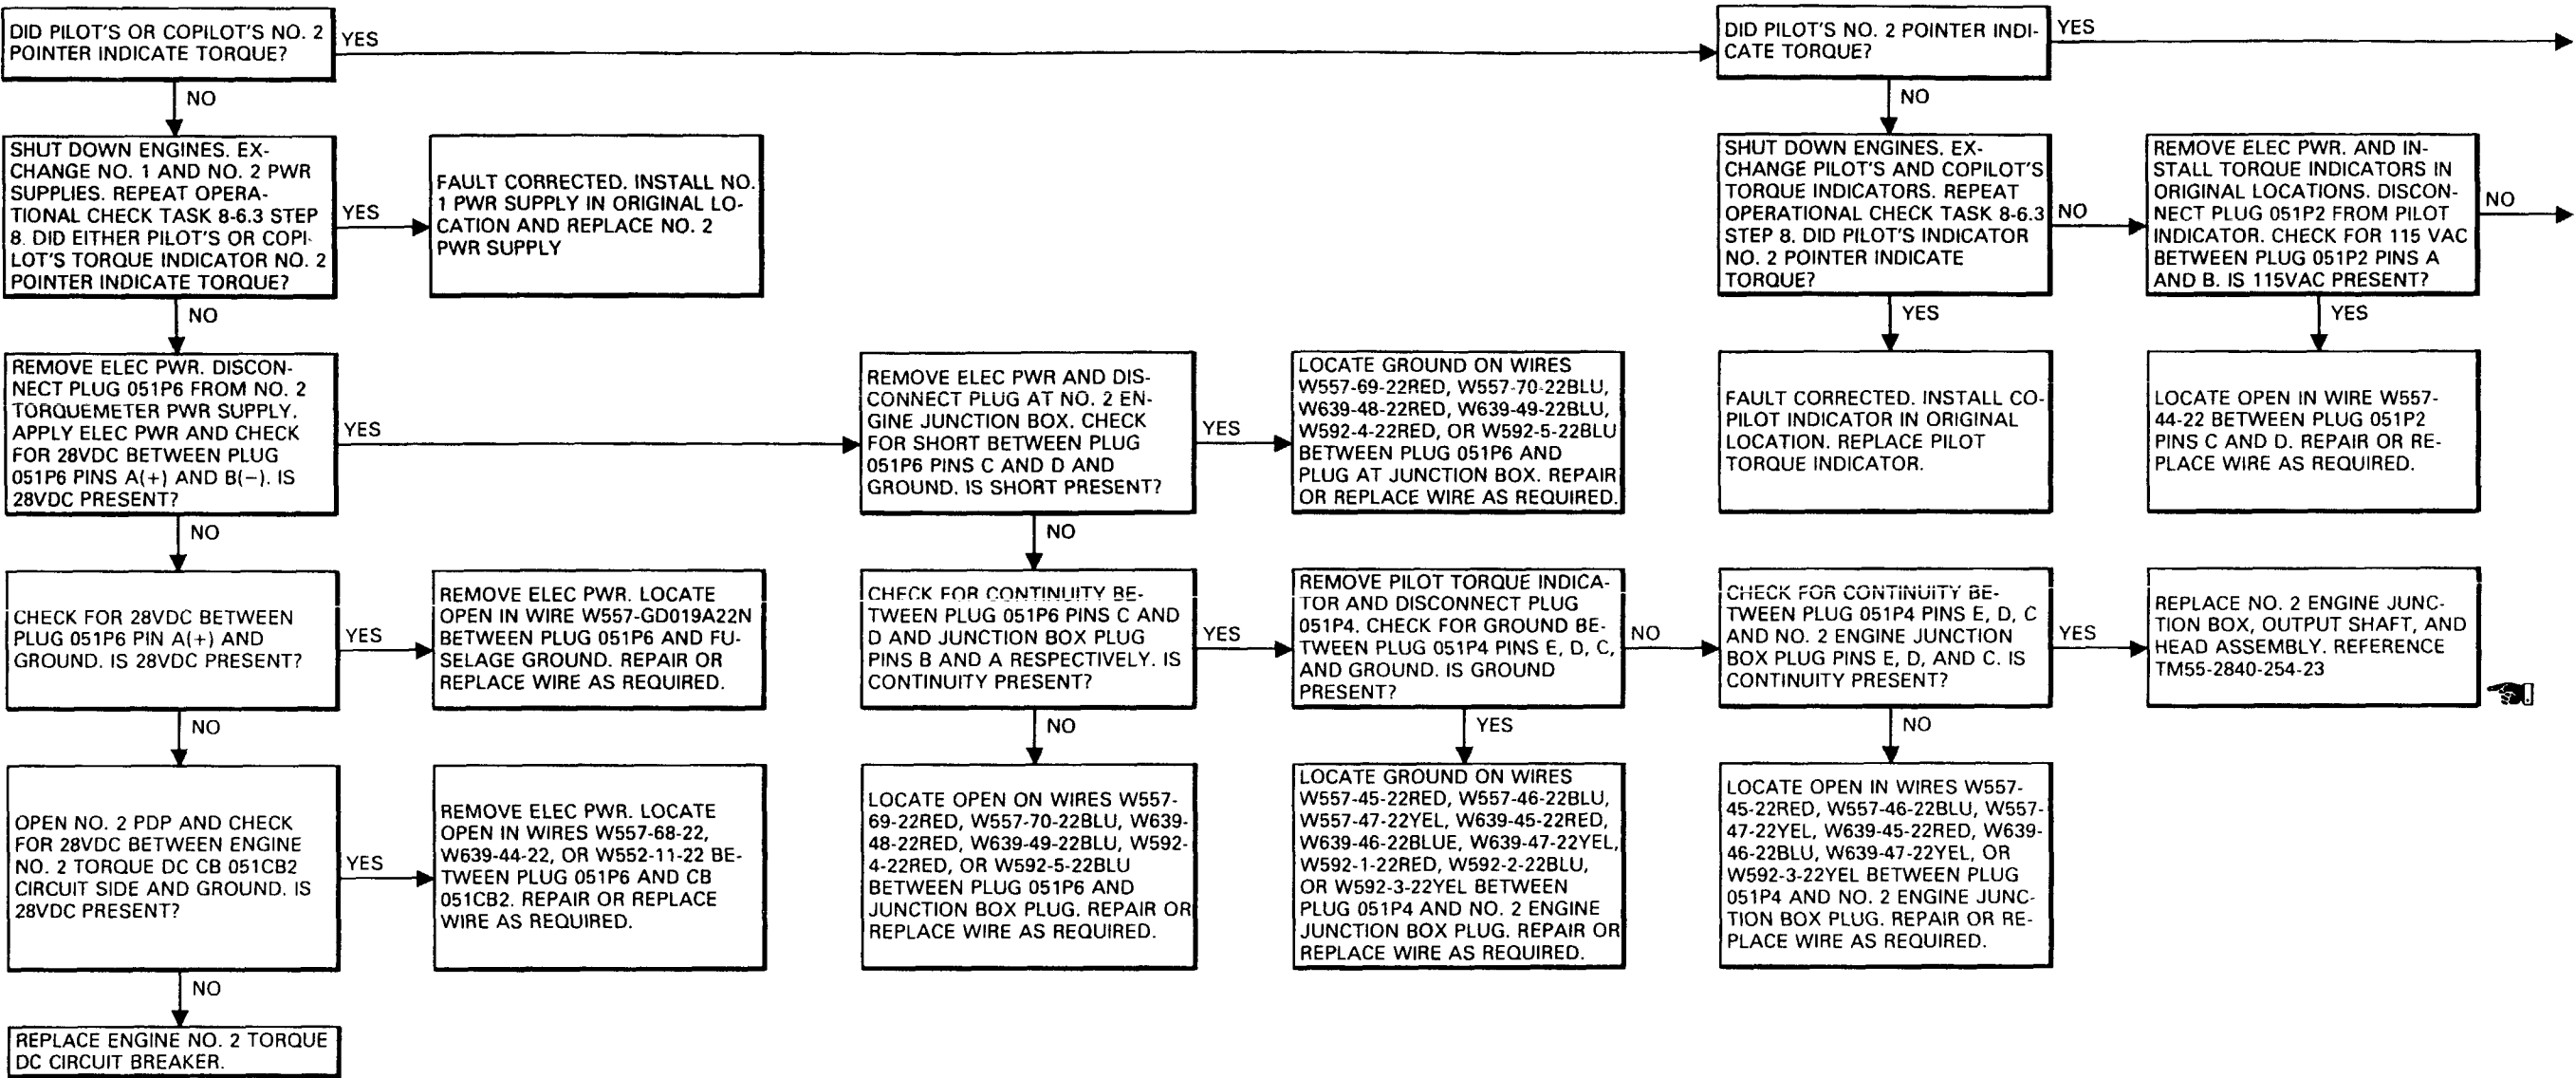 DID PILOT'S OR COPILOT'S NO. 2
POINTER INDICATE TORQUE?
YES
DID PILOT'S NO. 2 POINTER INDI-
CATE TORQUE?
YES
NO
NO
SHUT DOWN ENGINES. EX-
CHANGE NO. 1 AND NO. 2 PWR
SUPPLIES. REPEAT OPERA-
TIONAL CHECK TASK 8-6.3 STEP
8. DID EITHER PILOT'S OR COPI-
LOT'S TORQUE INDICATOR NO. 2
POINTER INDICATE TORQUE?
YES
FAULT CORRECTED. INSTALL NO.
1 PWR SUPPLY IN ORIGINAL LO-
CATION AND REPLACE NO. 2
PWR SUPPLY
SHUT DOWN ENGINES. EX-
CHANGE PILOT'S AND COPILOT'S
TORQUE INDICATORS. REPEAT
OPERATIONAL CHECK TASK 8-6.3
STEP 8. DID PILOT'S INDICATOR
NO. 2 POINTER INDICATE
TORQUE?
NO
REMOVE ELEC PWR. AND IN-
STALL TORQUE INDICATORS IN
ORIGINAL LOCATIONS. DISCON-
NECT PLUG 051P2 FROM PILOT
INDICATOR. CHECK FOR 115 VAC
BETWEEN PLUG 051P2 PINS A
AND B. IS 115VAC PRESENT?
NO
NO
YES
YES
REMOVE ELEC PWR. DISCON-
NECT PLUG 051P6 FROM NO. 2
TORQUEMETER PWR SUPPLY.
APPLY ELEC PWR AND CHECK
FOR 28VDC BETWEEN PLUG
051P6 PINS A(+) AND B(−). IS
28VDC PRESENT?
YES
REMOVE ELEC PWR AND DIS-
CONNECT PLUG AT NO. 2 EN-
GINE JUNCTION BOX. CHECK
FOR SHORT BETWEEN PLUG
051P6 PINS C AND D AND
GROUND. IS SHORT PRESENT?
YES
LOCATE GROUND ON WIRES
W557-69-22RED, W557-70-22BLU,
W639-48-22RED, W639-49-22BLU,
W592-4-22RED, OR W592-5-22BLU
BETWEEN PLUG 051P6 AND
PLUG AT JUNCTION BOX. REPAIR
OR REPLACE WIRE AS REQUIRED.
FAULT CORRECTED. INSTALL CO-
PILOT INDICATOR IN ORIGINAL
LOCATION. REPLACE PILOT
TORQUE INDICATOR.
LOCATE OPEN IN WIRE W557-
44-22 BETWEEN PLUG 051P2
PINS C AND D. REPAIR OR RE-
PLACE WIRE AS REQUIRED.
NO
NO
CHECK FOR 28VDC BETWEEN
PLUG 051P6 PIN A(+) AND
GROUND. IS 28VDC PRESENT?
YES
REMOVE ELEC PWR. LOCATE
OPEN IN WIRE W557-GD019A22N
BETWEEN PLUG 051P6 AND FU-
SELAGE GROUND. REPAIR OR
REPLACE WIRE AS REQUIRED.
CHECK FOR CONTINUITY BE-
TWEEN PLUG 051P6 PINS C AND
D AND JUNCTION BOX PLUG
PINS B AND A RESPECTIVELY. IS
CONTINUITY PRESENT?
YES
REMOVE PILOT TORQUE INDICA-
TOR AND DISCONNECT PLUG
051P4. CHECK FOR GROUND BE-
TWEEN PLUG 051P4 PINS E, D, C,
AND GROUND. IS GROUND
PRESENT?
NO
CHECK FOR CONTINUITY BE-
TWEEN PLUG 051P4 PINS E, D, C
AND NO. 2 ENGINE JUNCTION
BOX PLUG PINS E, D, AND C. IS
CONTINUITY PRESENT?
YES
REPLACE NO. 2 ENGINE JUNC-
TION BOX, OUTPUT SHAFT, AND
HEAD ASSEMBLY. REFERENCE
TM55-2840-254-23
NO
NO
YES
NO
OPEN NO. 2 PDP AND CHECK
FOR 28VDC BETWEEN ENGINE
NO. 2 TORQUE DC CB 051CB2
CIRCUIT SIDE AND GROUND. IS
28VDC PRESENT?
YES
REMOVE ELEC PWR. LOCATE
OPEN IN WIRES W557-68-22,
W639-44-22, OR W552-11-22 BE-
TWEEN PLUG 051P6 AND CB
051CB2. REPAIR OR REPLACE
WIRE AS REQUIRED.
LOCATE OPEN ON WIRES W557-
69-22RED, W557-70-22BLU, W639-
48-22RED, W639-49-22BLU, W592-
4-22RED, OR W592-5-22BLU
BETWEEN PLUG 051P6 AND
JUNCTION BOX PLUG. REPAIR OR
REPLACE WIRE AS REQUIRED.
LOCATE GROUND ON WIRES
W557-45-22RED, W557-46-22BLU,
W557-47-22YEL, W639-45-22RED,
W639-46-22BLUE, W639-47-22YEL,
W592-1-22RED, W592-2-22BLU,
OR W592-3-22YEL BETWEEN
PLUG 051P4 AND NO. 2 ENGINE
JUNCTION BOX PLUG. REPAIR OR
REPLACE WIRE AS REQUIRED.
LOCATE OPEN IN WIRES W557-
45-22RED, W557-46-22BLU, W557-
47-22YEL, W639-45-22RED, W639-
46-22BLU, W639-47-22YEL, OR
W592-3-22YEL BETWEEN PLUG
051P4 AND NO. 2 ENGINE JUNC-
TION BOX PLUG. REPAIR OR RE-
PLACE WIRE AS REQUIRED.
NO
REPLACE ENGINE NO. 2 TORQUE
DC CIRCUIT BREAKER.